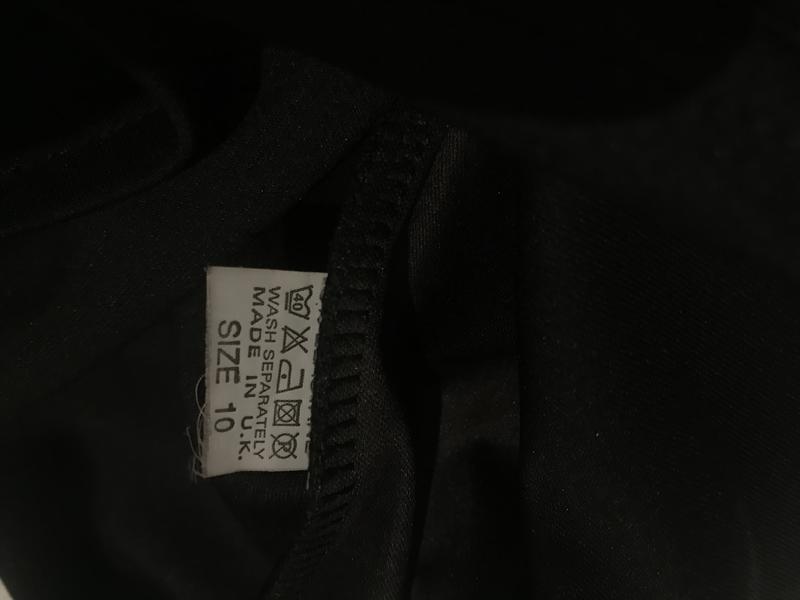 40
WASH SEPARATELY
MADE IN U.K.
SIZE 10